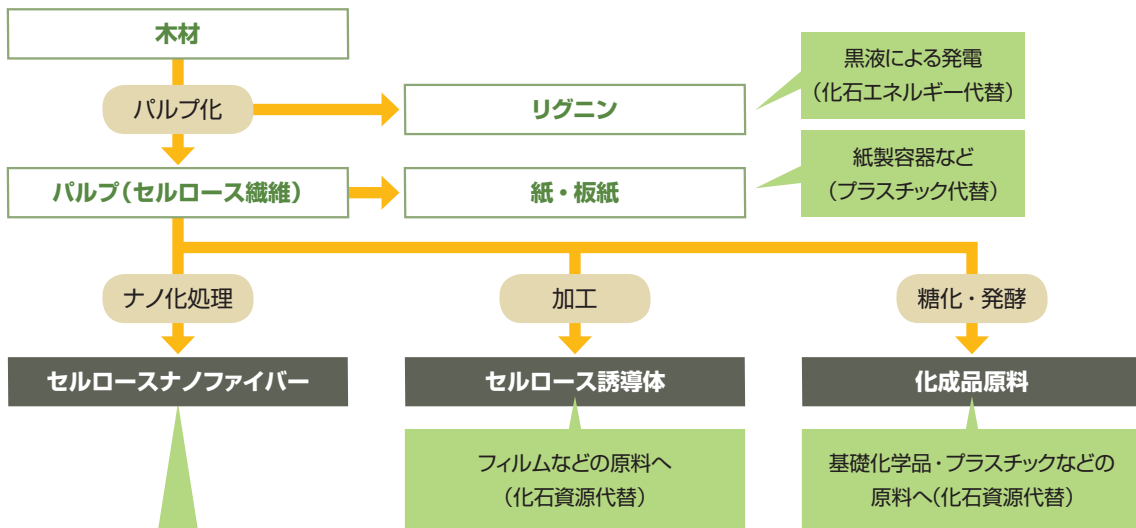 木材
黒液による発電
(化石エネルギー代替)
パルプ化
リグニン
紙製容器など
(プラスチック代替)
パルプ(セルロース繊維)
紙・板紙
ナノ化処理
加工
糖化・発酵
セルロースナノファイバー
セルロース誘導体
化成品原料
フィルムなどの原料へ
(化石資源代替)
基礎化学品・プラスチックなどの
原料へ(化石資源代替)